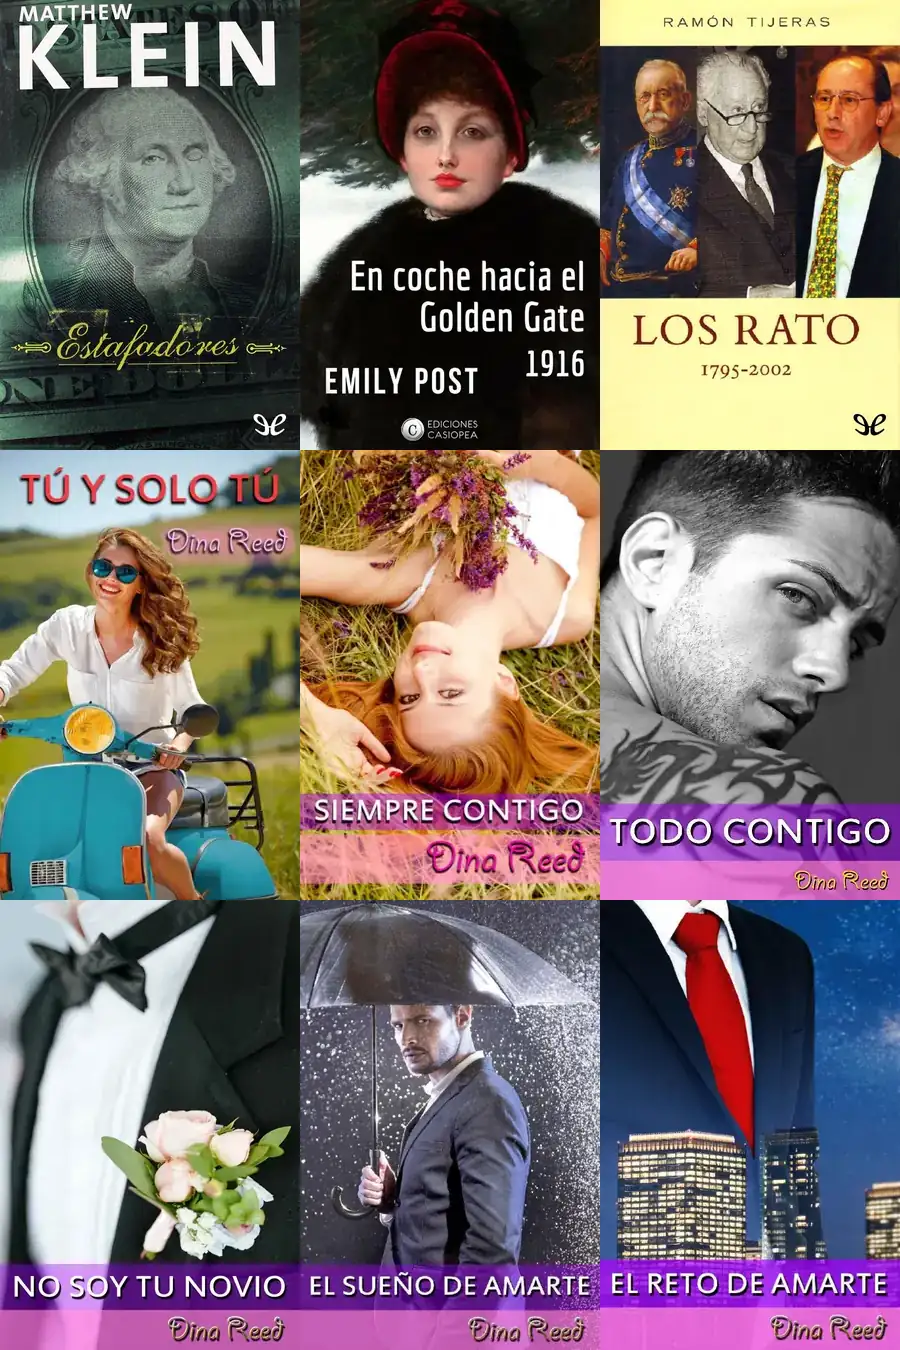 MATTHEW
KLEIN
Estafadores
En coche hacia el
Golden Gate
1916
EMILY POST
EDICIONES
CASIOPEA
RAMÓN TIJERAS
LOS RATO
1795-2002
TÚ Y SOLO TÚ
Dina Reed
SIEMPRE CONTIGO
Dina Reed
TODO CONTIGO
Dina Reed
NO SOY TU NOVIO
Dina Reed
EL SUEÑO DE AMARTE
Dina Reed
EL RETO DE AMARTE
Dina Reed